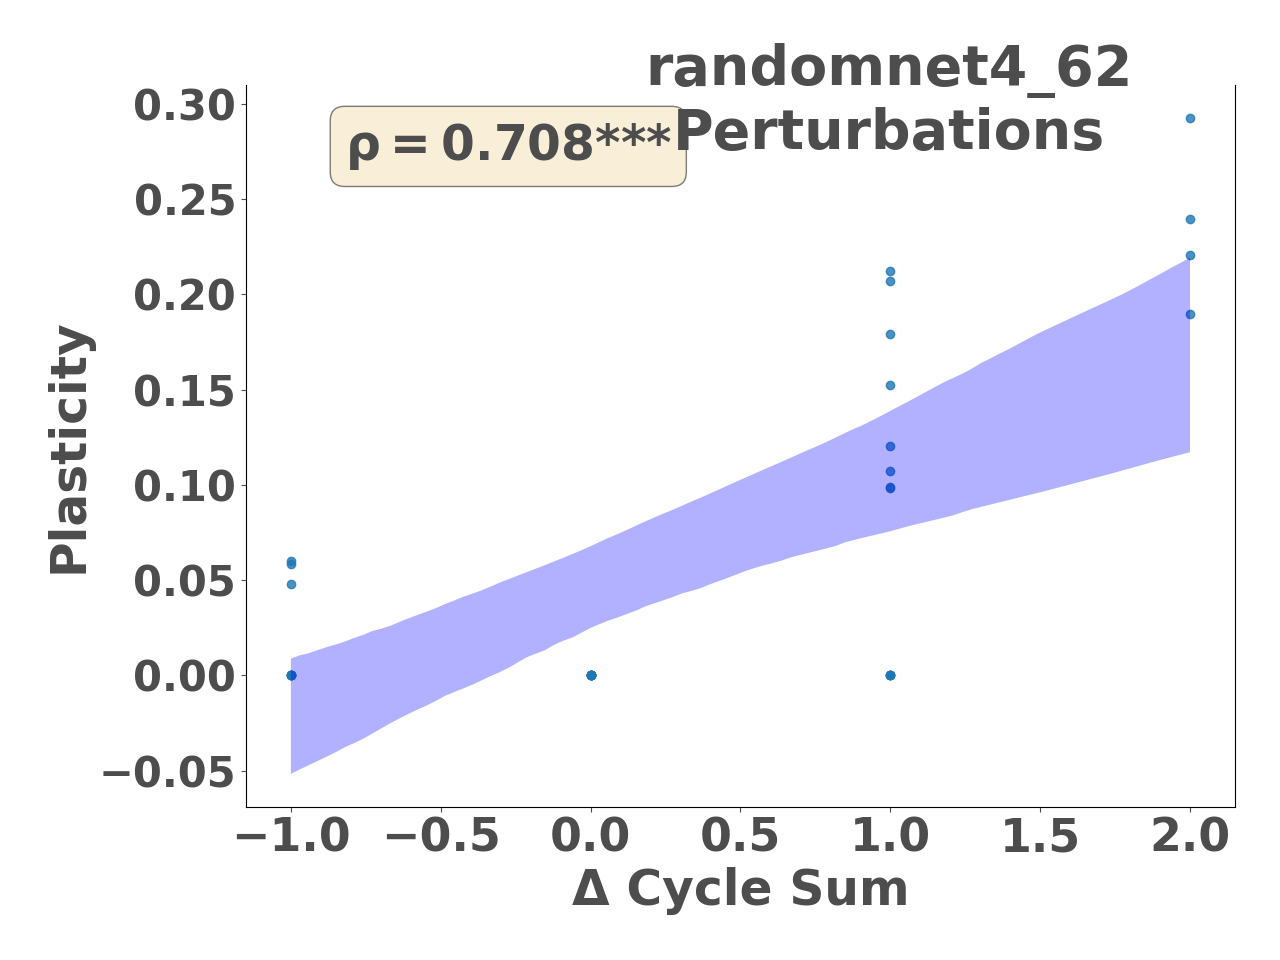 randomnet4_62
Perturbations
ρ = 0.708***
Plasticity
0.30
0.25
0.20
0.15
0.10
0.05
0.00
−0.05
−1.0 −0.5 0.0 0.5 1.0 1.5 2.0
Δ Cycle Sum